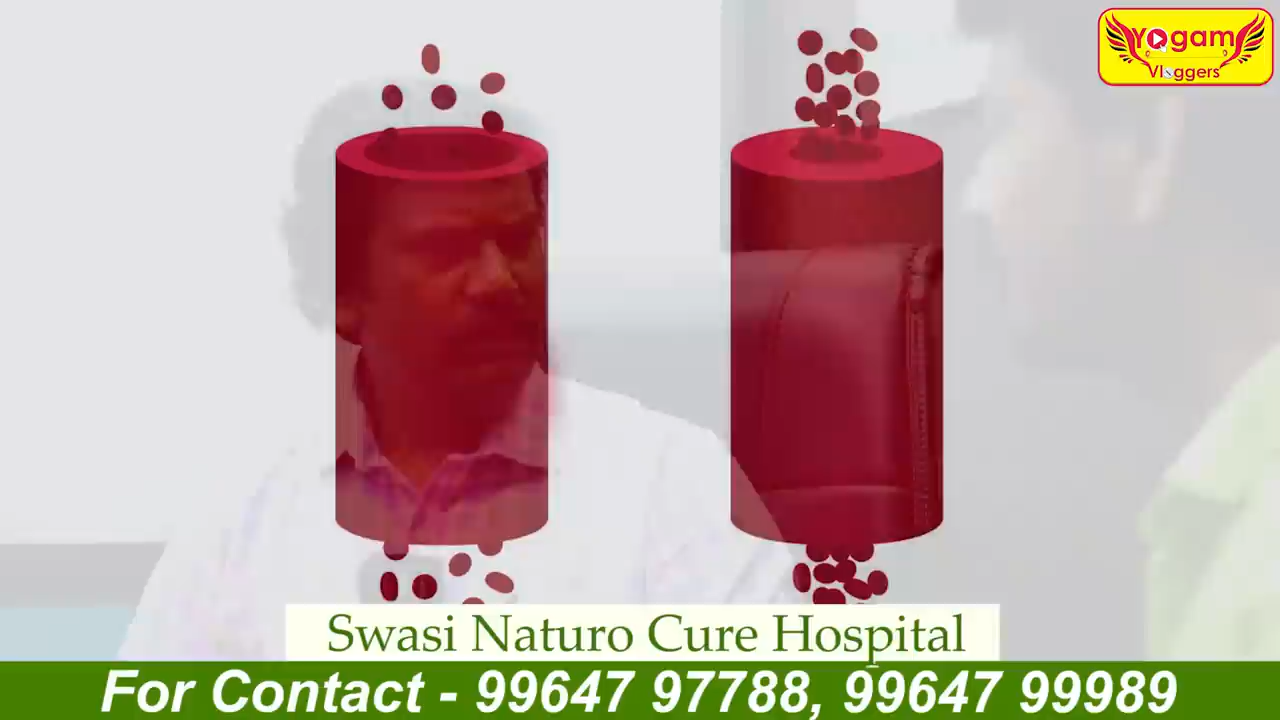 Yogam
Vloggers
Swasi Naturo Cure Hospital
For Contact - 99647 97788, 99647 99989